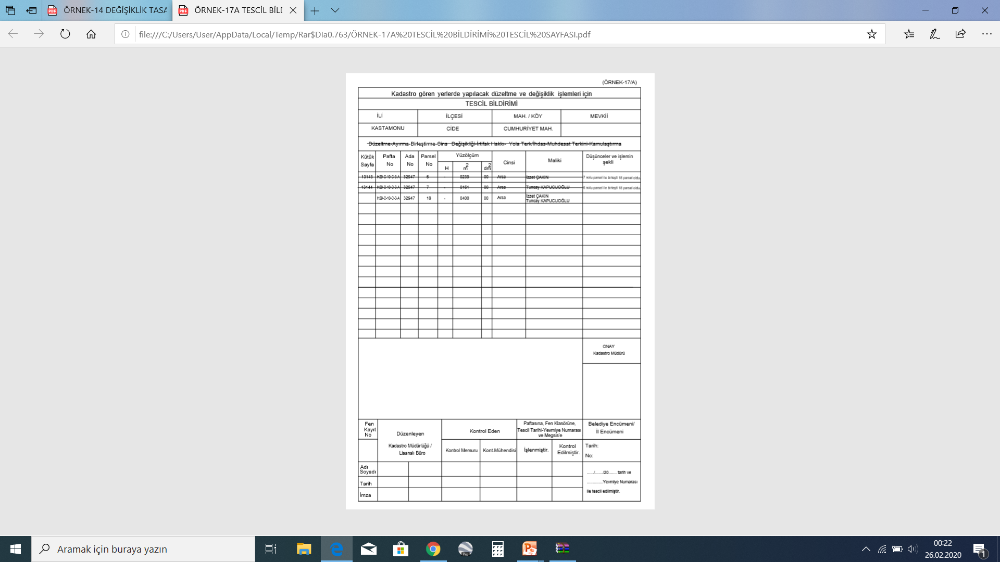 ÖRNEK-14 DEĞİŞİKLİK TASA
ÖRNEK-17A TESCİL BİLD
file:///C:/Users/User/AppData/Local/Temp/Rar$DIa0.763/ÖRNEK-17A%20TESCİL%20BİLDİRİMİ%20TESCİL%20SAYFASI.pdf
(ÖRNEK-17/A)
Kadastro gören yerlerde yapılacak düzeltme ve değişiklik işlemleri için
TESCİL BİLDİRİMİ
İLİ İLÇESİ MAH. / KÖY MEVKİİ
KASTAMONU CİDE CUMHURİYET MAH.
Düzeltme-Ayırma-Birleştirme-Cins Değişikliği-İrtifak Hakkı- Yola Terk/İhdas-Muhdesat Terkini-Kamulaştırma
Kütük Sayfa Pafta No Ada No Parsel No Yüzölçüm H m2 dm2 Cinsi Maliki Düşünceler ve işlemin şekli
13143 H29-C-10-C-3-A 32947 6 - 0239 00 Arsa İzzet ÇAKIN 7 nolu parsel ile birleşti 18 parsel oldu.
13144 H29-C-10-C-3-A 32947 7 - 0161 00 Arsa Tuncay KAPUCUOĞLU 6 nolu parsel ile birleşti 18 parsel oldu.
H29-C-10-C-3-A 32947 18 - 0400 00 Arsa İzzet ÇAKIN
Tuncay KAPUCUOĞLU
ONAY
Kadastro Müdürü
Fen Kayıt No
Düzenleyen
Kadastro Müdürlüğü /
Lisanslı Büro
Kontrol Eden
Kontrol Memuru Kont.Mühendisi
Paftasına, Fen Klasörüne,
Tescil Tarihi-Yevmiye Numarası
ve Megsis'e
İşlenmiştir. Kontrol Edilmiştir.
Belediye Encümeni/
İl Encümeni
Tarih:
No:
Adı Soyadı
Tarih
İmza
....../......../20........ tarih ve
...............Yevmiye Numarası
ile tescil edilmiştir.
Aramak için buraya yazın
Pro
00:22
26.02.2020
1